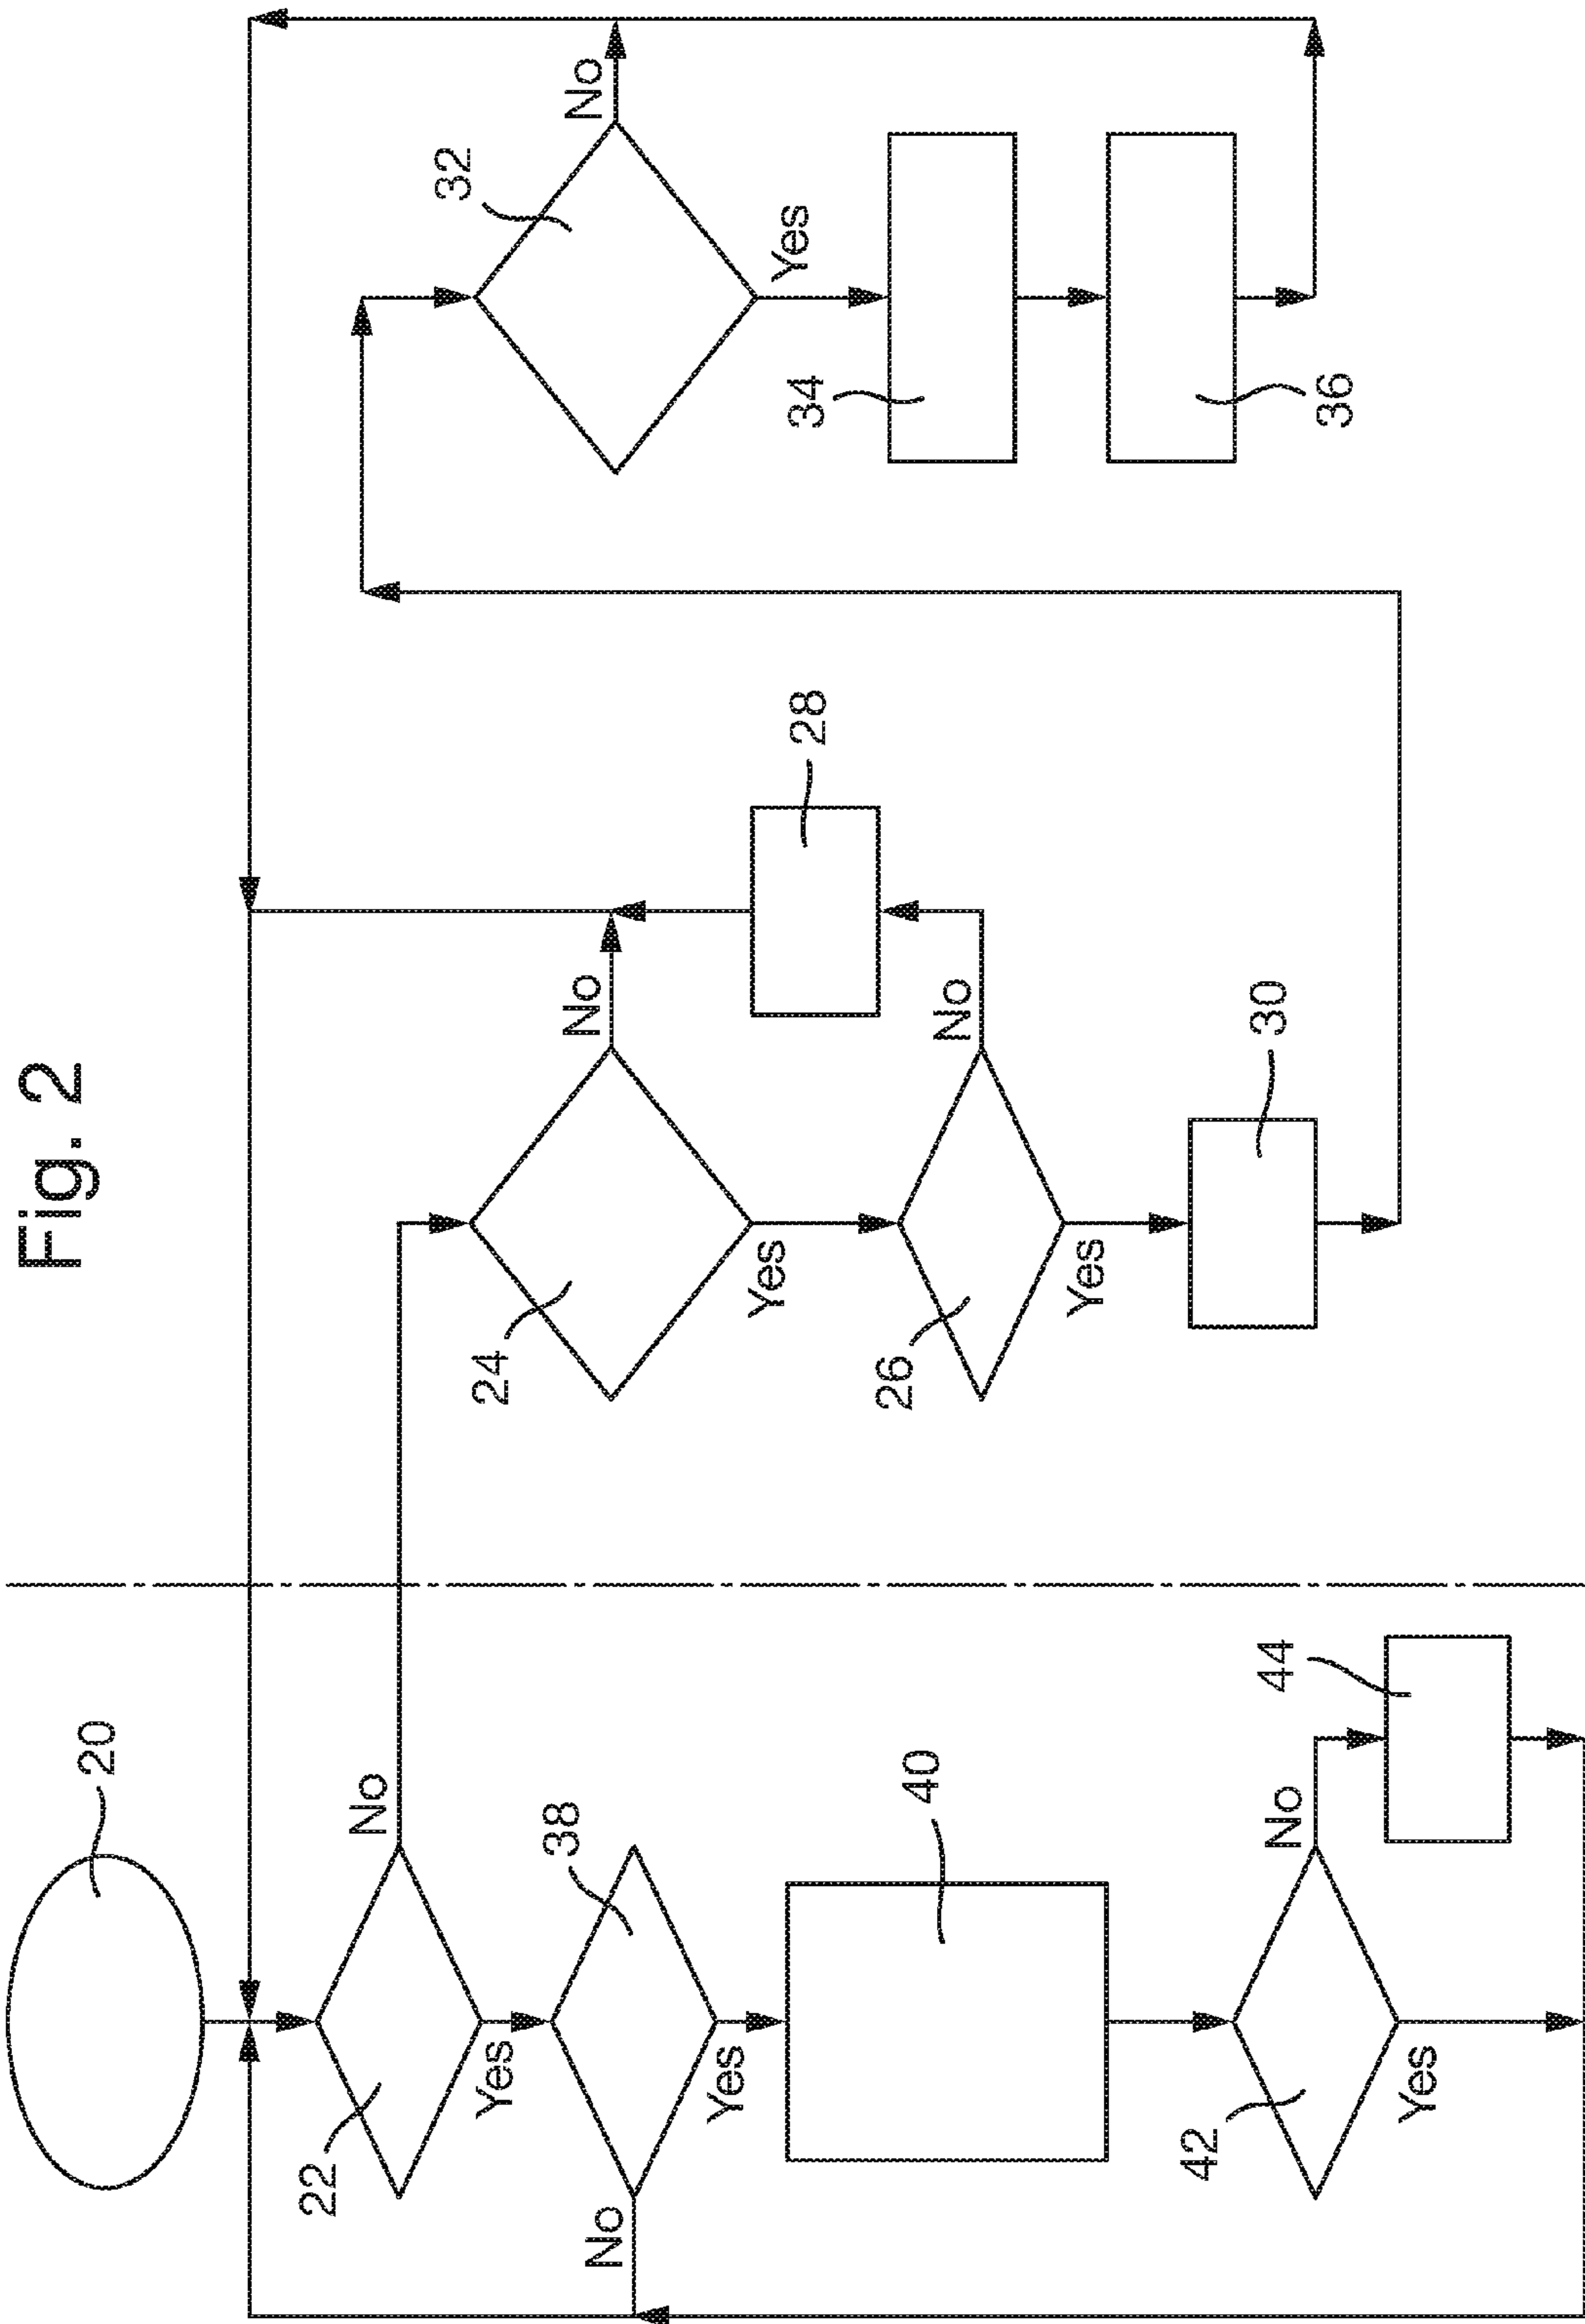 Fig. 2
20
22
No
Yes
38
No
Yes
40
42
No
Yes
44
24
No
Yes
26
No
Yes
28
30
32
No
Yes
34
36